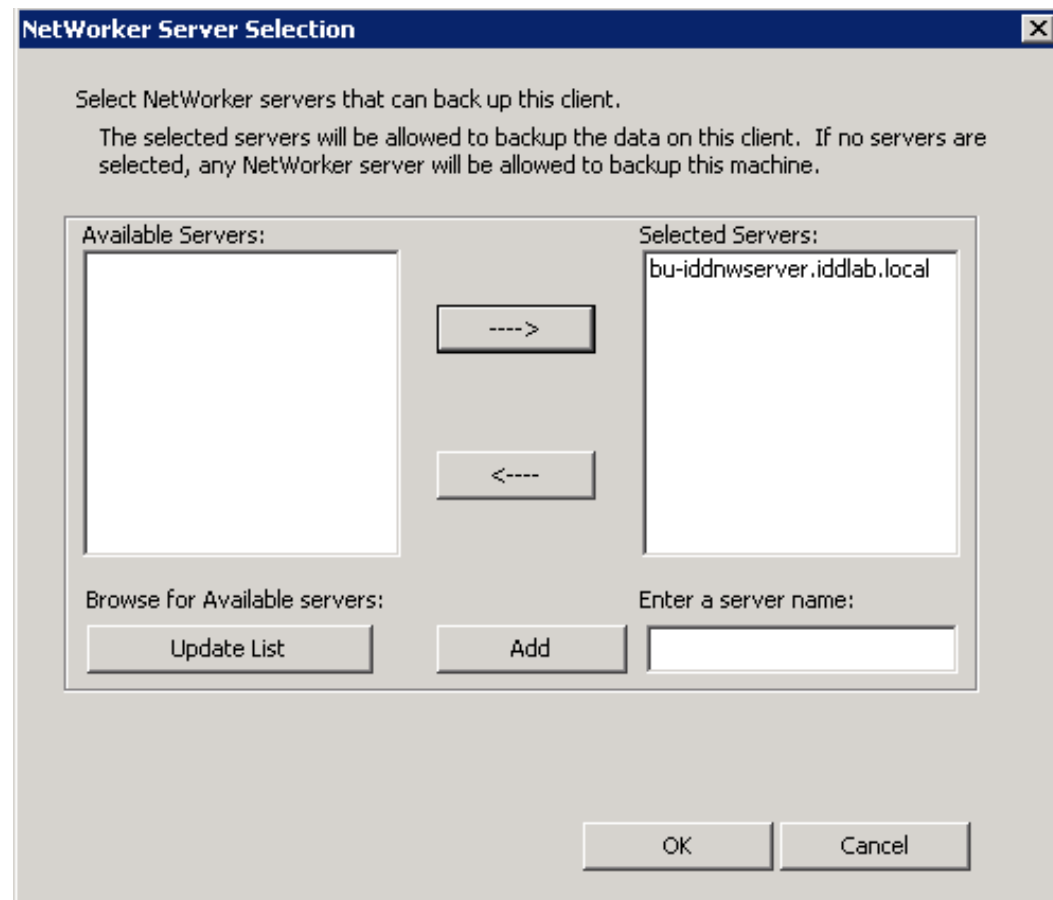 NetWorker Server Selection
Select NetWorker servers that can back up this client.
The selected servers will be allowed to backup the data on this client. If no servers are
selected, any NetWorker server will be allowed to backup this machine.
Available Servers:
Selected Servers:
bu-iddnwserver.iddlab.local
---->
<----
Browse for Available servers:
Enter a server name:
Update List
Add
OK
Cancel